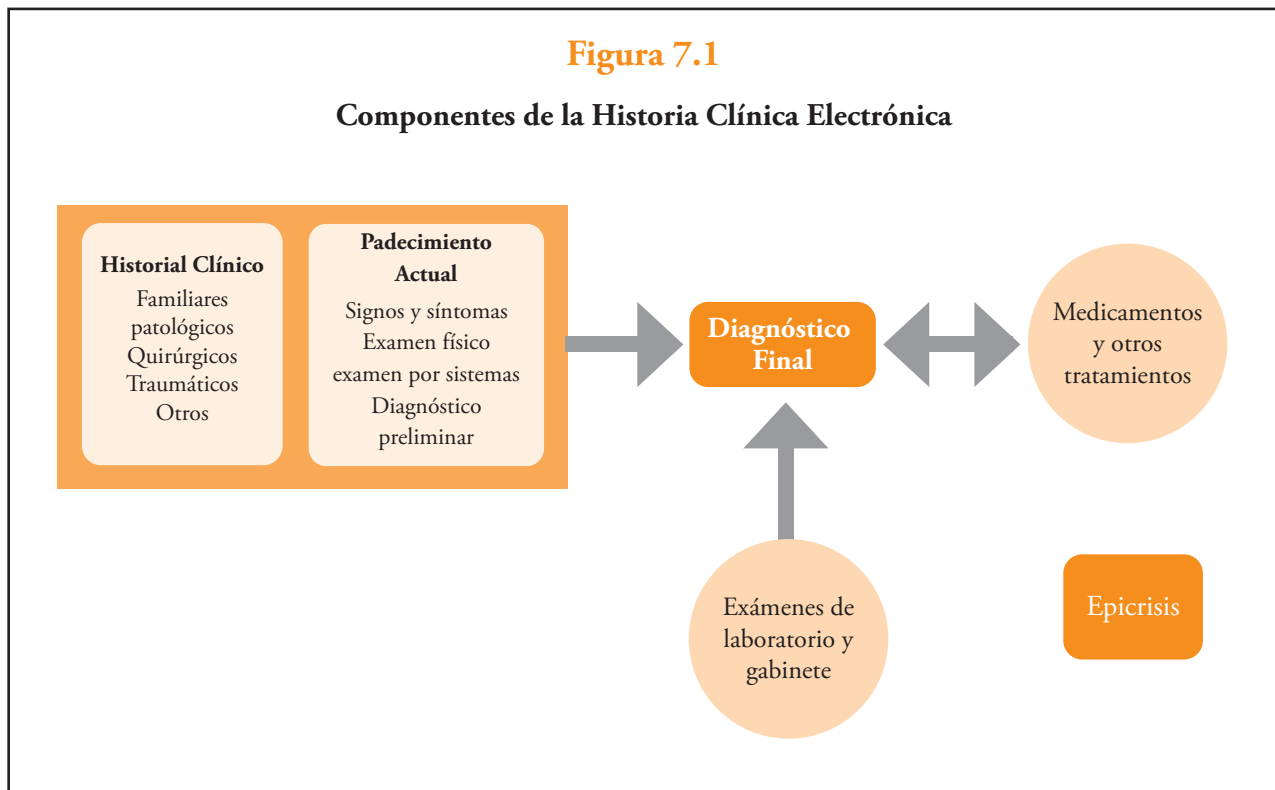 Figura 7.1
Componentes de la Historia Clínica Electrónica
Historial Clínico
Familiares
patológicos
Quirúrgicos
Traumáticos
Otros
Padecimiento
Actual
Signos y síntomas
Examen físico
examen por sistemas
Diagnóstico
preliminar
Diagnóstico
Final
Medicamentos
y otros
tratamientos
Exámenes de
laboratorio y
gabinete
Epicrisis